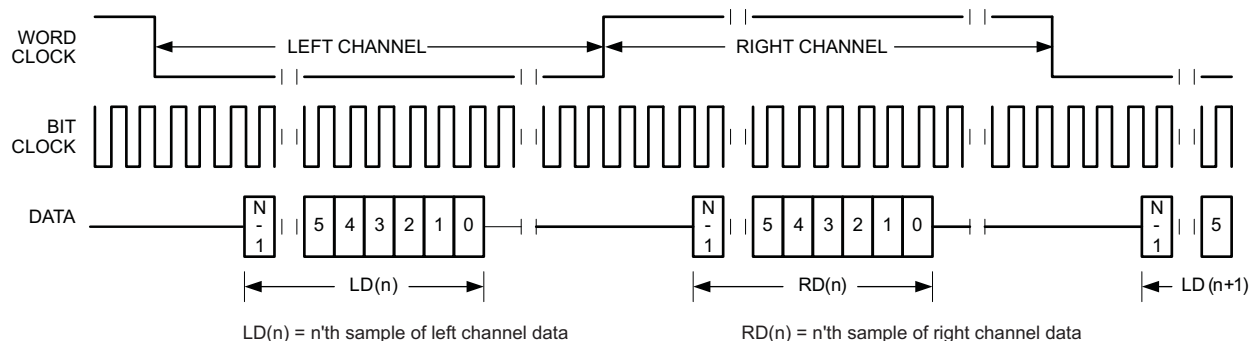 WORD
CLOCK
LEFT CHANNEL
RIGHT CHANNEL
BIT
CLOCK
DATA
N
-
1
5 4 3 2 1 0
N
-
1
5 4 3 2 1 0
N
-
1
5
LD(n)
RD(n)
LD (n+1)
LD(n) = n'th sample of left channel data
RD(n) = n'th sample of right channel data